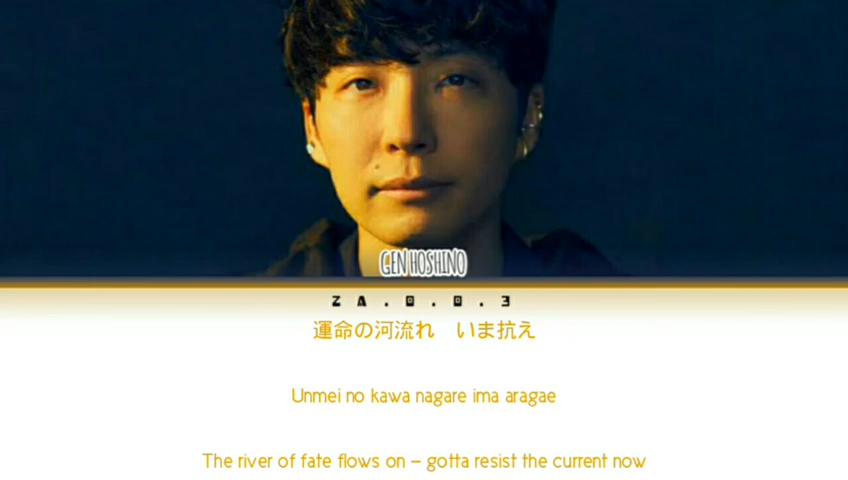 GEN HOSHINO
ZA.0.0.3
運命の河流れ　いま抗え
Unmei no kawa nagare ima aragae
The river of fate flows on – gotta resist the current now